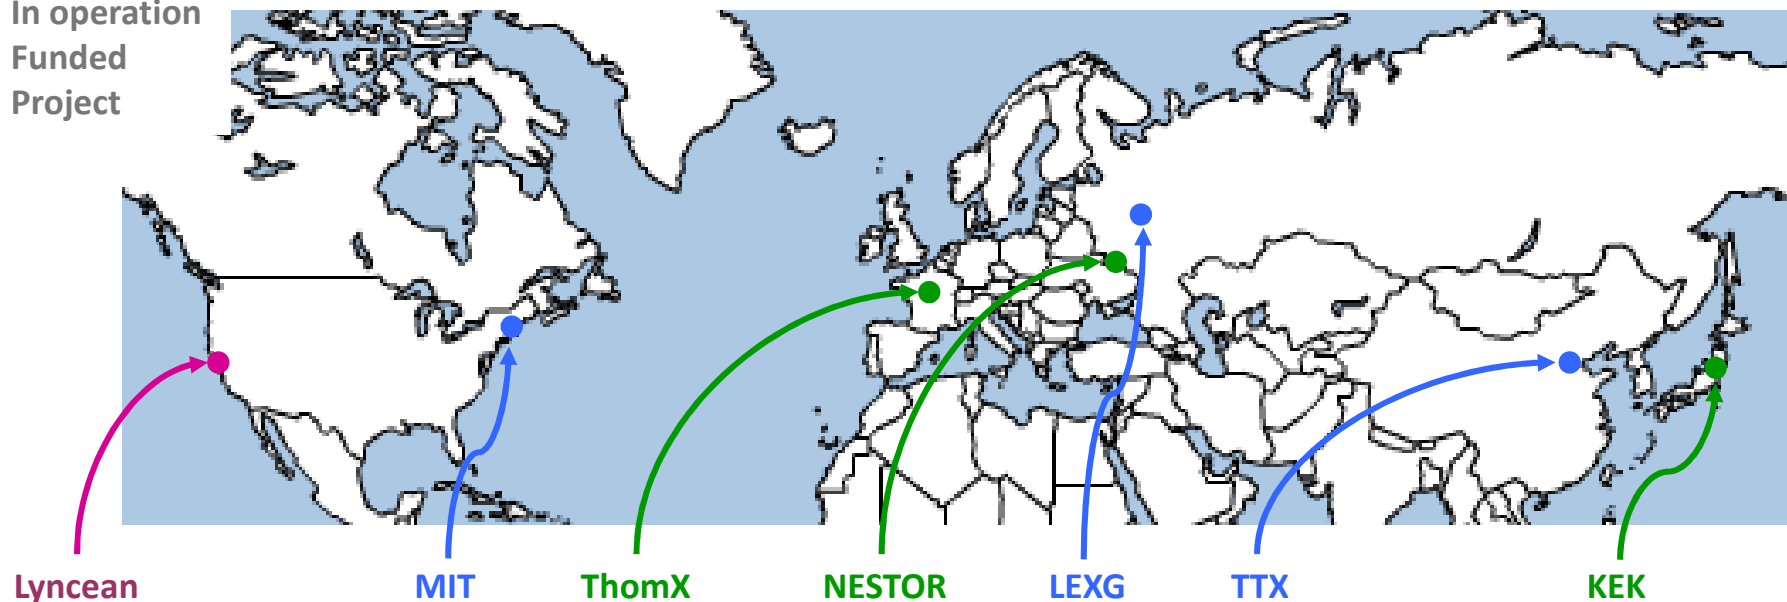 In operation
Funded
Project
Lyncean
MIT
ThomX
NESTOR
LEXG
TTX
KEK